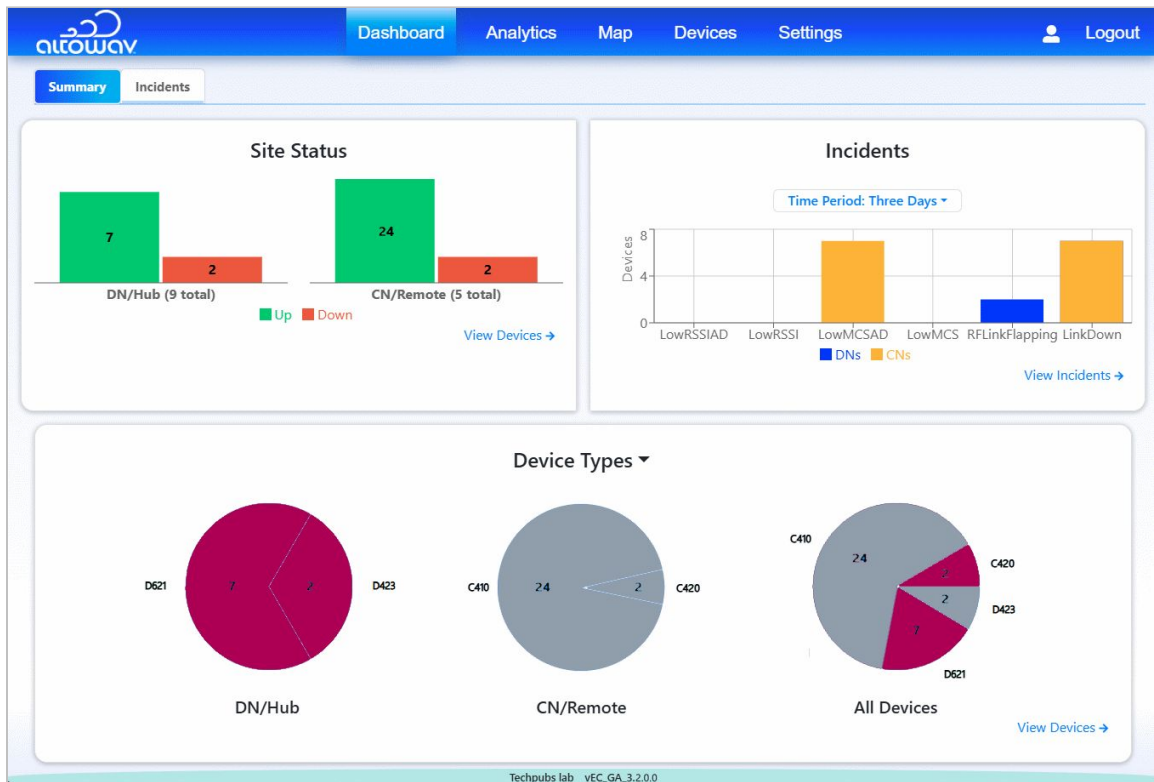 altowav
Dashboard
Analytics
Map
Devices
Settings
Logout
Summary
Incidents
Site Status
7
2
24
2
DN/Hub (9 total)
CN/Remote (5 total)
Up
Down
View Devices →
Incidents
Time Period: Three Days
Devices
8
4
0
LowRSSIAD
LowRSSI
LowMCSAD
LowMCS
RFLinkFlapping
LinkDown
DNs
CNs
View Incidents →
Device Types
D621
7
2
D423
DN/Hub
C410
24
2
C420
CN/Remote
C410
24
2
C420
2
D423
7
D621
All Devices
View Devices →
Techpubs lab vEC_GA_3.2.0.0